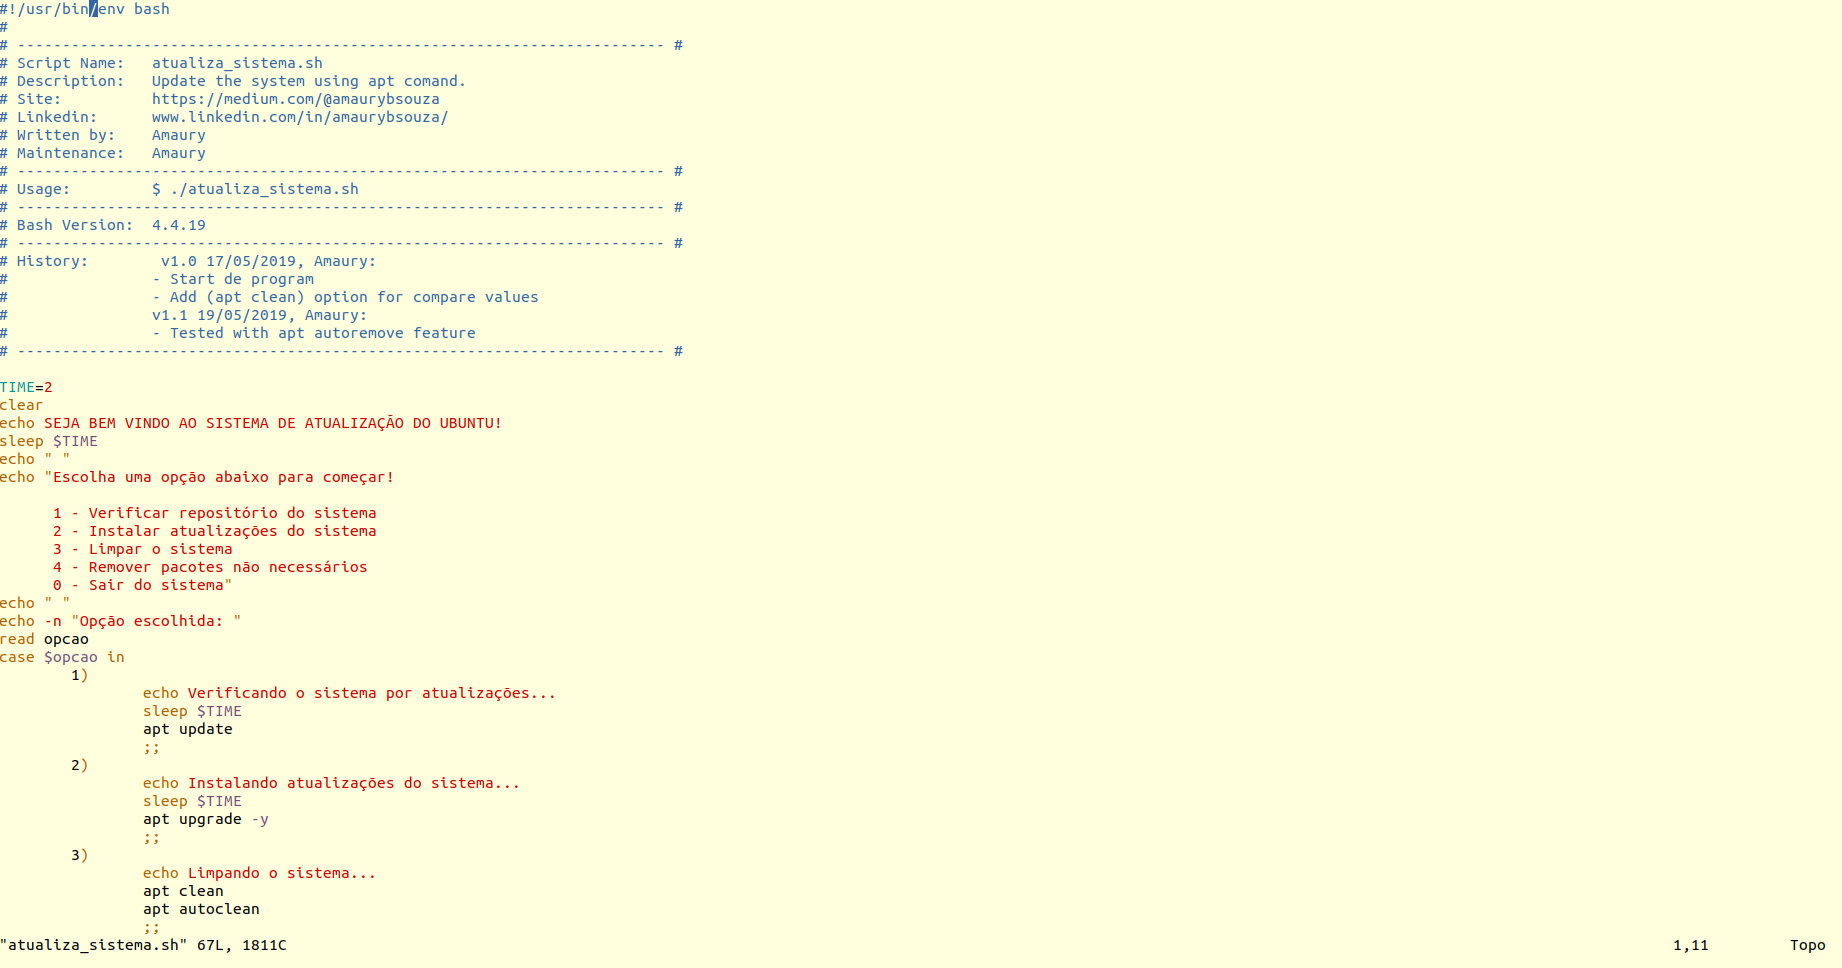 #!/usr/bin/env bash
#
# ------------------------------------------------------------------------ #
# Script Name:   atualiza_sistema.sh
# Description:   Update the system using apt comand.
# Site:          https://medium.com/@amaurybsouza
# Linkedin:      www.linkedin.com/in/amaurybsouza/
# Written by:    Amaury
# Maintenance:   Amaury
# ------------------------------------------------------------------------ #
# Usage:         $ ./atualiza_sistema.sh
# ------------------------------------------------------------------------ #
# Bash Version:  4.4.19
# ------------------------------------------------------------------------ #
# History:        v1.0 17/05/2019, Amaury:
#                - Start de program
#                - Add (apt clean) option for compare values
#                v1.1 19/05/2019, Amaury:
#                - Tested with apt autoremove feature
# ------------------------------------------------------------------------ #

TIME=2
clear
echo SEJA BEM VINDO AO SISTEMA DE ATUALIZAÇÃO DO UBUNTU!
sleep $TIME
echo " "
echo "Escolha uma opção abaixo para começar!

      1 - Verificar repositório do sistema
      2 - Instalar atualizações do sistema
      3 - Limpar o sistema
      4 - Remover pacotes não necessários
      0 - Sair do sistema"
echo " "
echo -n "Opção escolhida: "
read opcao
case $opcao in
        1)
                echo Verificando o sistema por atualizações...
                sleep $TIME
                apt update
                ;;
        2)
                echo Instalando atualizações do sistema...
                sleep $TIME
                apt upgrade -y
                ;;
        3)
                echo Limpando o sistema...
                apt clean
                apt autoclean
                ;;
"atualiza_sistema.sh" 67L, 1811C 1,11 Topo